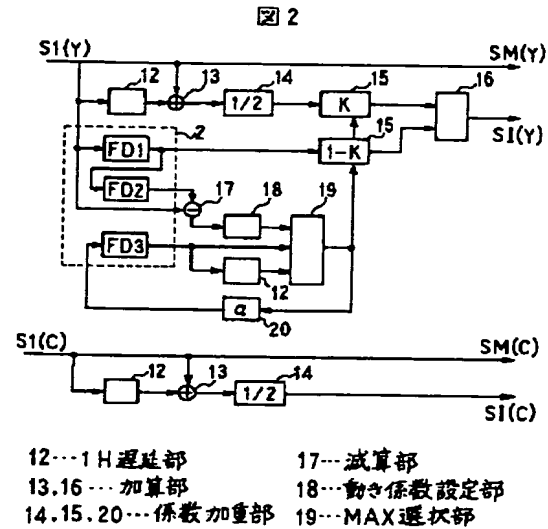 図2
S1(Y)
SM(Y)
12
13
14
15
16
1/2
K
SI(Y)
2
15
FD1
1-K
FD2
17
18
19
FD3
12
α
20
S1(C)
SM(C)
12
13
14
1/2
SI(C)
12…1H遅延部
17…減算部
13,16…加算部
18…動き係数設定部
14,15,20…係数加重部
19…MAX選択部